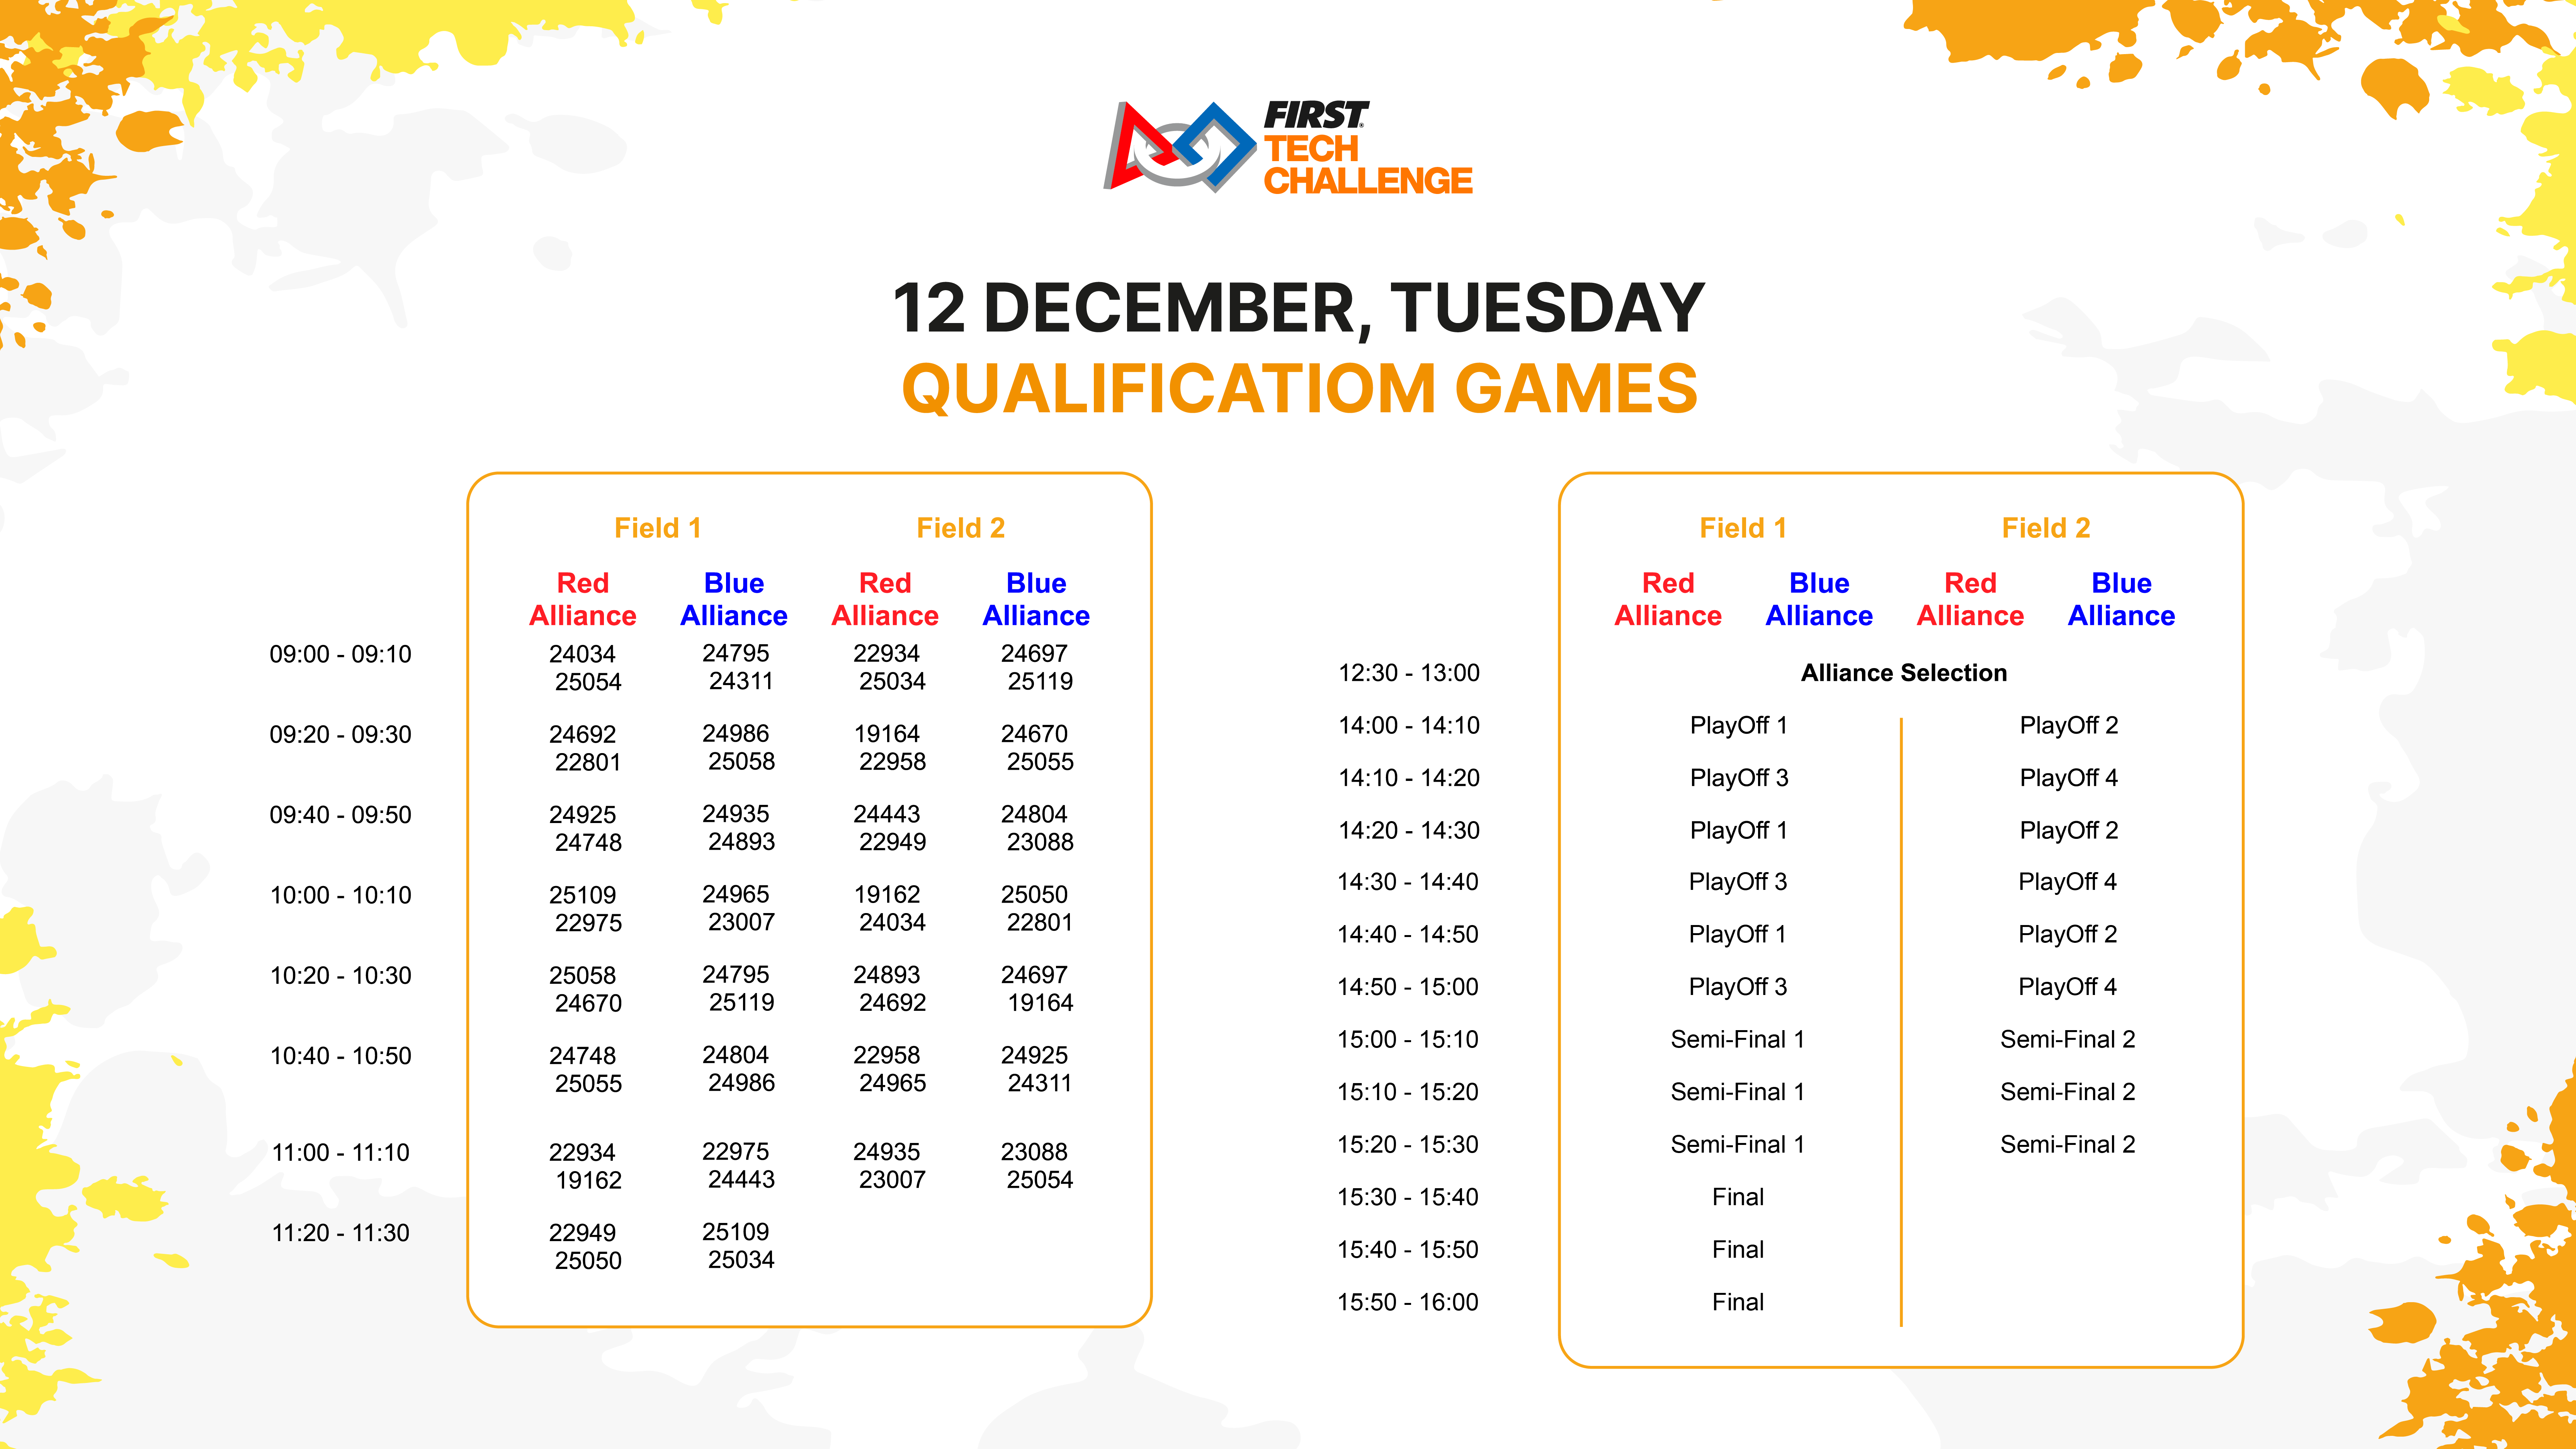 FIRST®
TECH
CHALLENGE
12 DECEMBER, TUESDAY
QUALIFICATIOM GAMES
Field 1 Field 2
Red Alliance Blue Alliance Red Alliance Blue Alliance
09:00 - 09:10 24034 24795 22934 24697
25054 24311 25034 25119
09:20 - 09:30 24692 24986 19164 24670
22801 25058 22958 25055
09:40 - 09:50 24925 24935 24443 24804
24748 24893 22949 23088
10:00 - 10:10 25109 24965 19162 25050
22975 23007 24034 22801
10:20 - 10:30 25058 24795 24893 24697
24670 25119 24692 19164
10:40 - 10:50 24748 24804 22958 24925
25055 24986 24965 24311
11:00 - 11:10 22934 22975 24935 23088
19162 24443 23007 25054
11:20 - 11:30 22949 25109
25050 25034
Field 1 Field 2
Red Alliance Blue Alliance Red Alliance Blue Alliance
12:30 - 13:00 Alliance Selection
14:00 - 14:10 PlayOff 1 PlayOff 2
14:10 - 14:20 PlayOff 3 PlayOff 4
14:20 - 14:30 PlayOff 1 PlayOff 2
14:30 - 14:40 PlayOff 3 PlayOff 4
14:40 - 14:50 PlayOff 1 PlayOff 2
14:50 - 15:00 PlayOff 3 PlayOff 4
15:00 - 15:10 Semi-Final 1 Semi-Final 2
15:10 - 15:20 Semi-Final 1 Semi-Final 2
15:20 - 15:30 Semi-Final 1 Semi-Final 2
15:30 - 15:40 Final
15:40 - 15:50 Final
15:50 - 16:00 Final